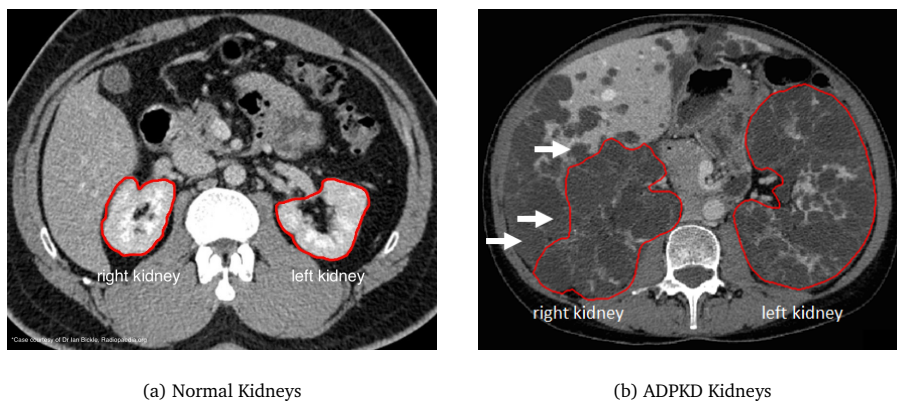 right kidney
left kidney
*Case courtesy of Dr Ian Bickle, Radiopaedia.org
right kidney
left kidney
(a) Normal Kidneys
(b) ADPKD Kidneys